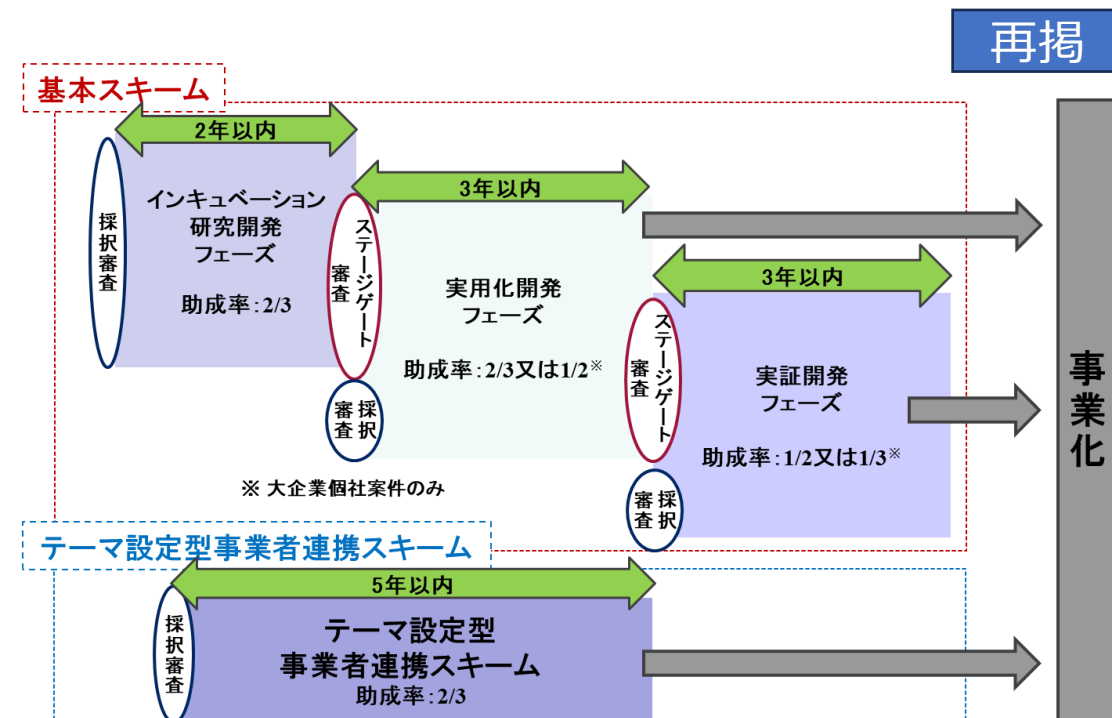 再掲
基本スキーム
2年以内
インキュベーション
研究開発
フェーズ
助成率：2/3
採択審査
3年以内
ステージゲート
審査
実用化開発
フェーズ
助成率：2/3又は1/2※
採択
審査
3年以内
ステージゲート
審査
実証開発
フェーズ
助成率：1/2又は1/3※
採択
審査
※ 大企業個社案件のみ
事業化
テーマ設定型事業者連携スキーム
5年以内
採択審査
テーマ設定型
事業者連携スキーム
助成率：2/3